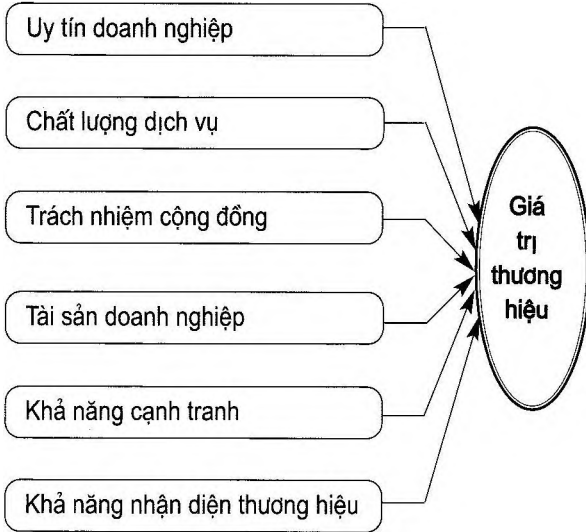 Uy tín doanh nghiệp
Chất lượng dịch vụ
Trách nhiệm cộng đồng
Tài sản doanh nghiệp
Khả năng cạnh tranh
Khả năng nhận diện thương hiệu
Giá
trị
thương
hiệu